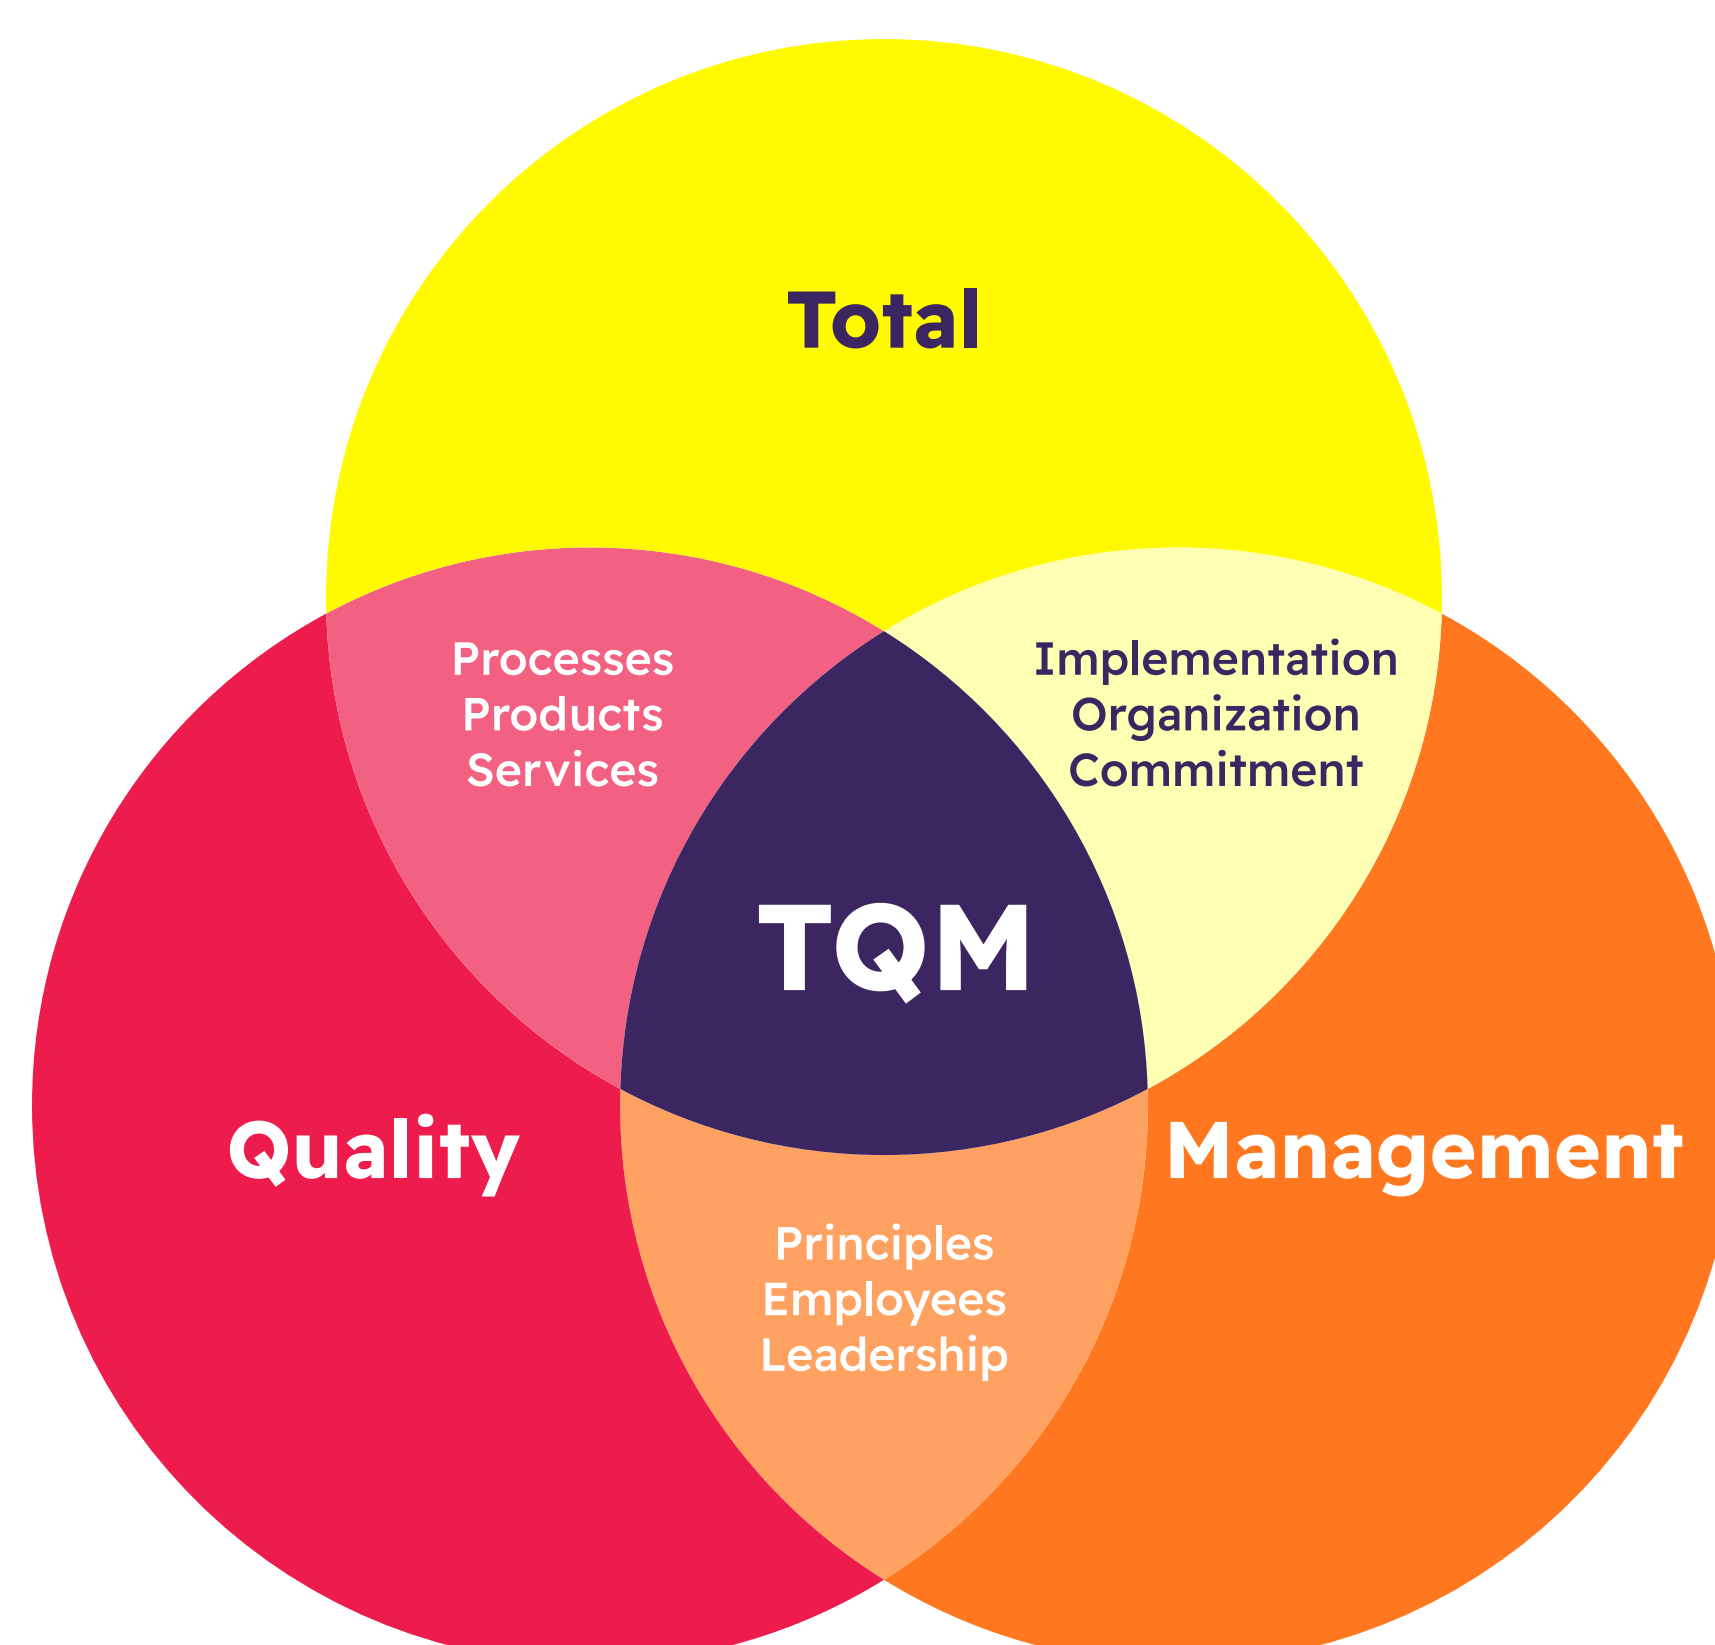 Total
Processes
Products
Services
Implementation
Organization
Commitment
TQM
Quality
Management
Principles
Employees
Leadership